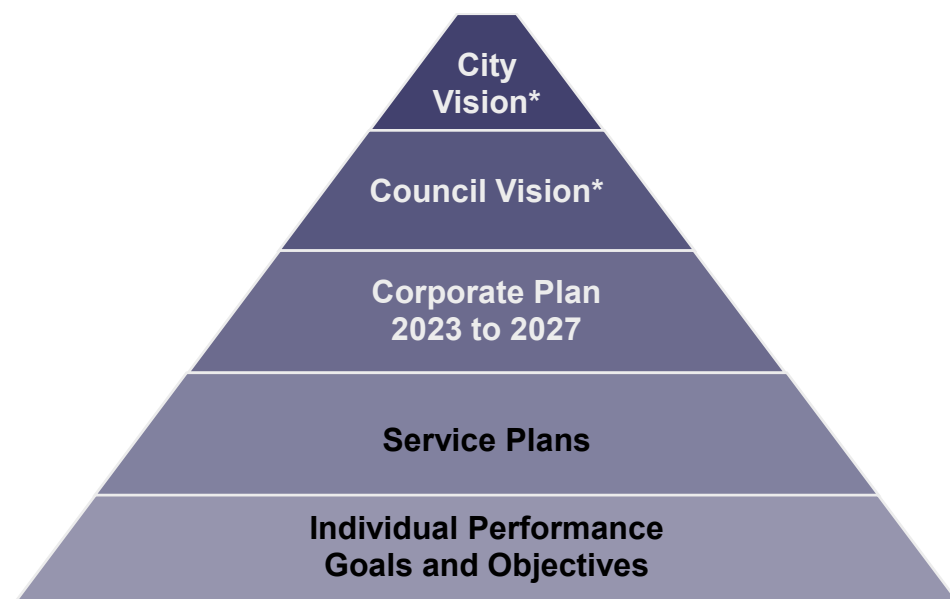 City
Vision*
Council Vision*
Corporate Plan
2023 to 2027
Service Plans
Individual Performance
Goals and Objectives